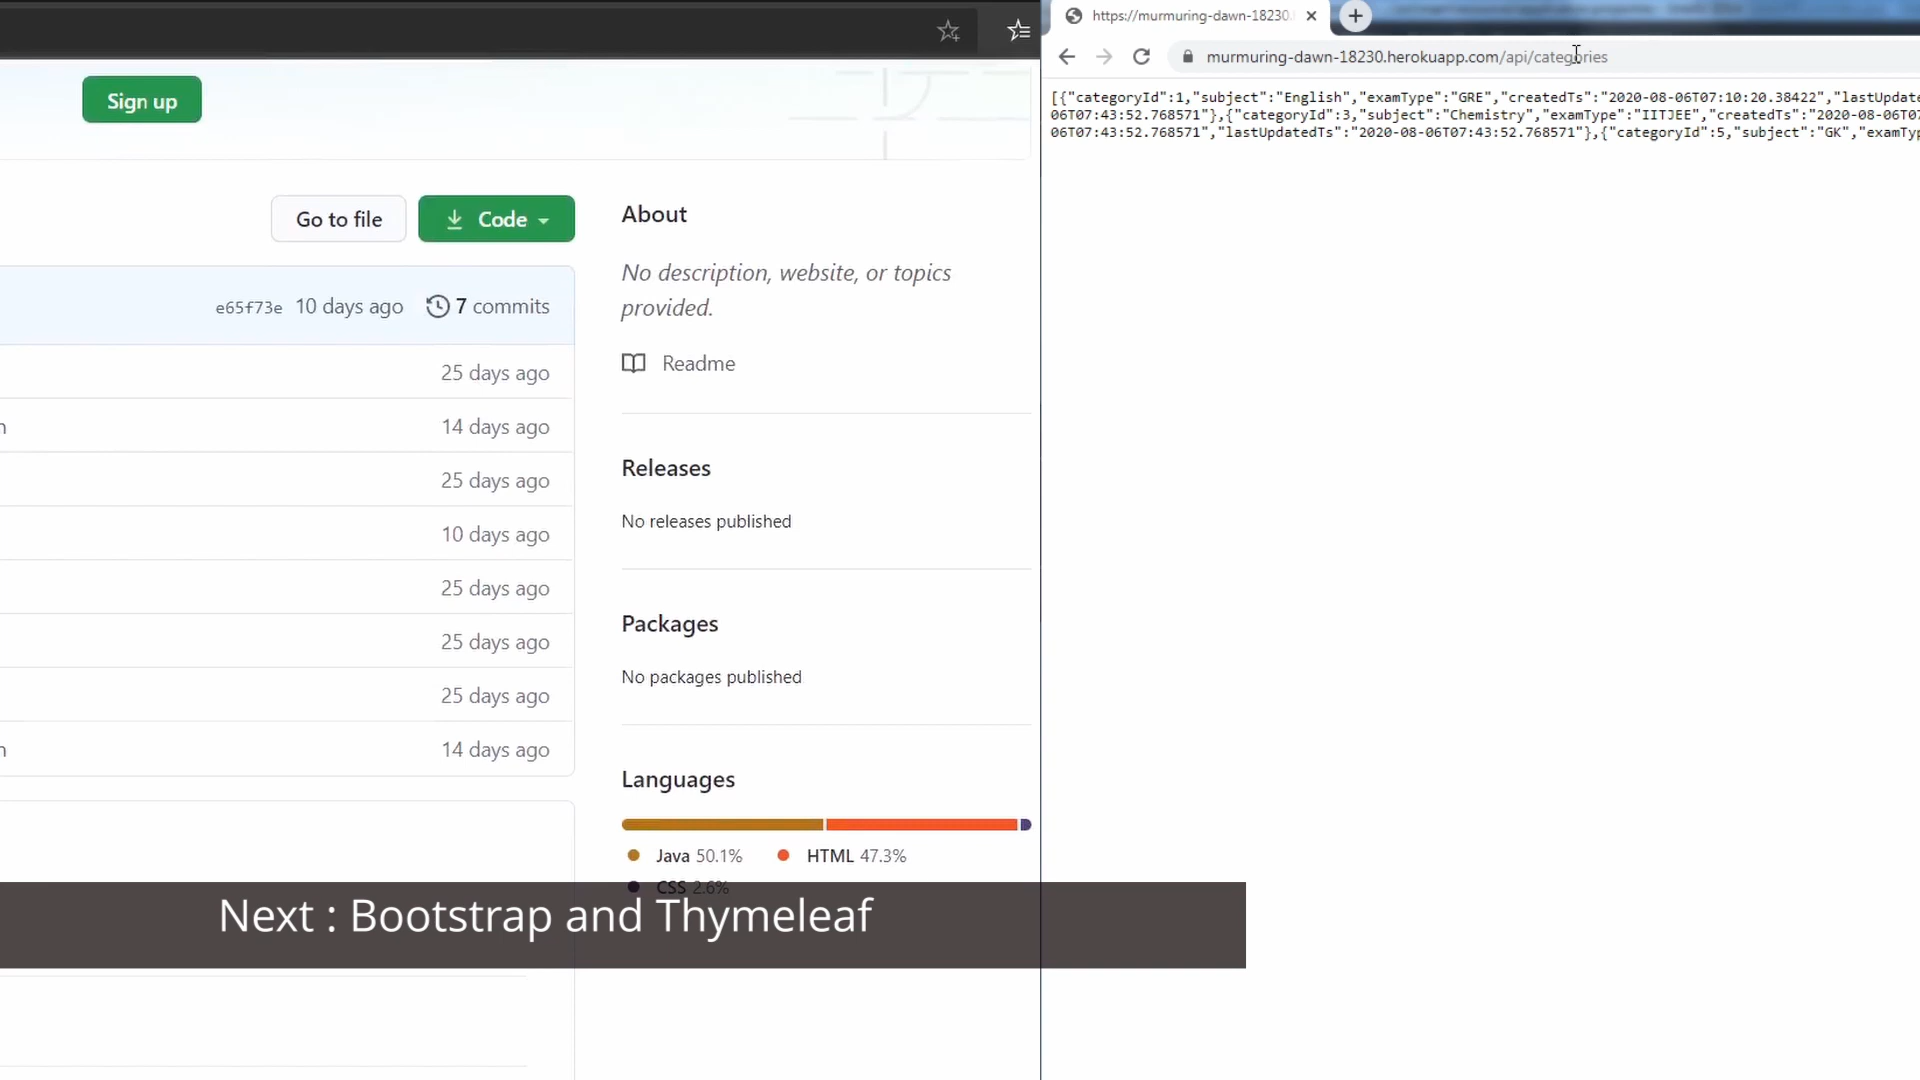 Sign up
Go to file
Code
e65f73e 10 days ago 7 commits
25 days ago
n
14 days ago
25 days ago
10 days ago
25 days ago
25 days ago
25 days ago
n
14 days ago
About
No description, website, or topics
provided.
Readme
Releases
No releases published
Packages
No packages published
Languages
Java 50.1% HTML 47.3%
CSS 2.6%
Next : Bootstrap and Thymeleaf
https://murmuring-dawn-18230.
murmuring-dawn-18230.herokuapp.com/api/categories
[{"categoryId":1,"subject":"English","examType":"GRE","createdTs":"2020-08-06T07:10:20.38422","lastUpdate
06T07:43:52.768571"},{"categoryId":3,"subject":"Chemistry","examType":"IITJEE","createdTs":"2020-08-06T0
06T07:43:52.768571","lastUpdatedTs":"2020-08-06T07:43:52.768571"},{"categoryId":5,"subject":"GK","examTyp